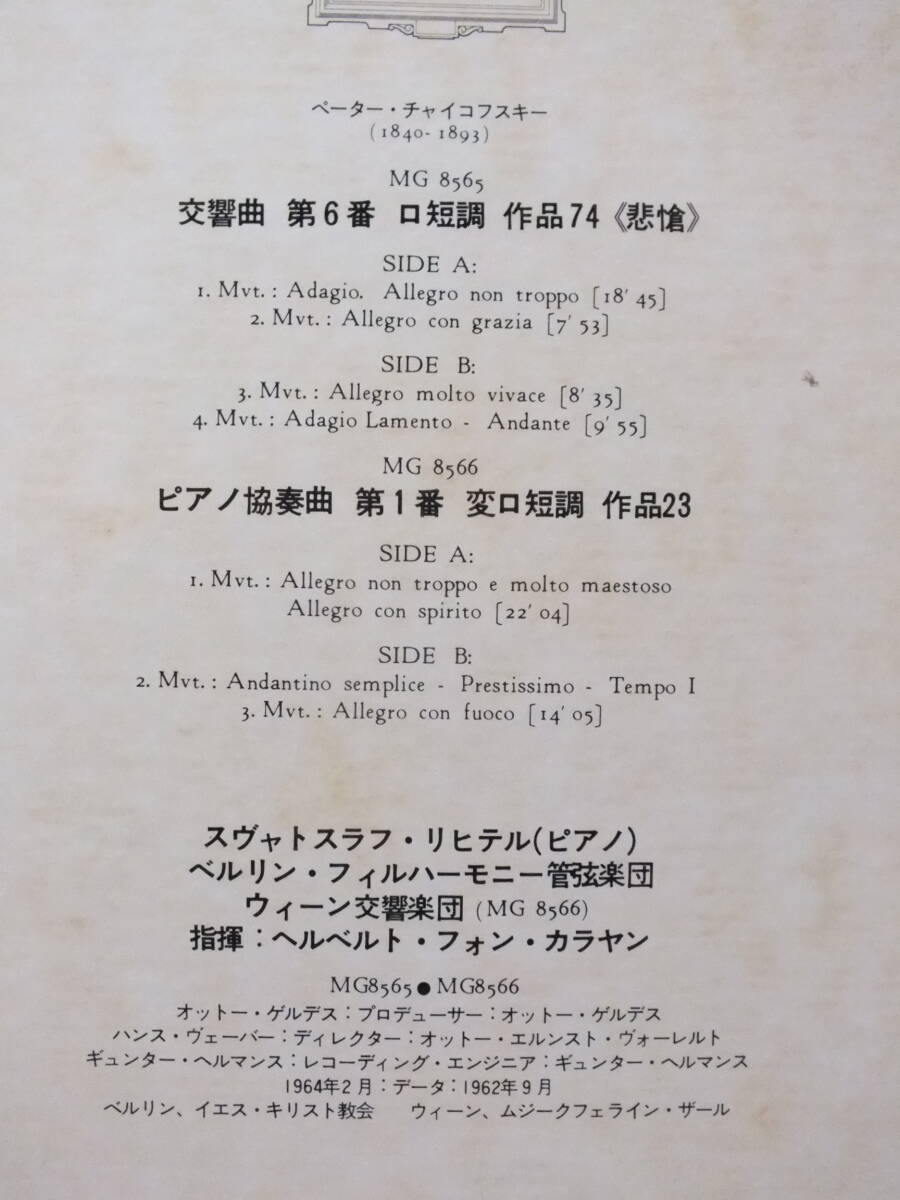 ペーター・チャイコフスキー
(1840-1893)
MG 8565
交響曲 第6番 ロ短調 作品74《悲愴》
SIDE A:
1. Mvt.: Adagio. Allegro non troppo [18' 45]
2. Mvt.: Allegro con grazia [7' 53]
SIDE B:
3. Mvt.: Allegro molto vivace [8' 35]
4. Mvt.: Adagio Lamento - Andante [9' 55]
MG 8566
ピアノ協奏曲 第1番 変ロ短調 作品23
SIDE A:
1. Mvt.: Allegro non troppo e molto maestoso
Allegro con spirito [22' 04]
SIDE B:
2. Mvt.: Andantino semplice - Prestissimo - Tempo I
3. Mvt.: Allegro con fuoco [14' 05]
スヴャトスラフ・リヒテル(ピアノ)
ベルリン・フィルハーモニー管弦楽団
ウィーン交響楽団 (MG 8566)
指揮：ヘルベルト・フォン・カラヤン
MG8565●MG8566
オットー・ゲルデス：プロデューサー：オットー・ゲルデス
ハンス・ヴェーバー：ディレクター：オットー・エルンスト・ヴォーレルト
ギュンター・ヘルマンス：レコーディング・エンジニア：ギュンター・ヘルマンス
1964年2月：データ：1962年9月
ベルリン、イエス・キリスト教会 ウィーン、ムジークフェライン・ザール